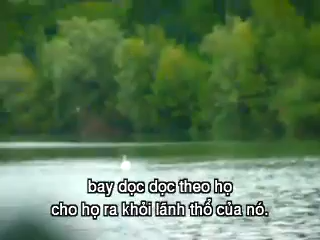 bay dọc dọc theo họ
cho họ ra khỏi lãnh thổ của nó.